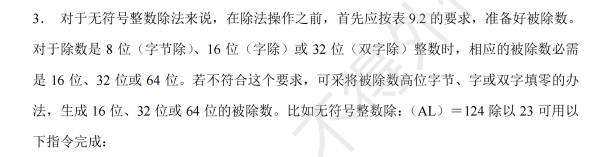 3． 对于无符号整数除法来说，在除法操作之前，首先应按表 9.2 的要求，准备好被除数。
对于除数是 8 位（字节除）、16 位（字除）或 32 位（双字除）整数时，相应的被除数必需
是 16 位、32 位或 64 位。若不符合这个要求，可采将被除数高位字节、字或双字填零的办
法，生成 16 位、32 位或 64 位的被除数。比如无符号整数除：（AL）＝124 除以 23 可用以
下指令完成：
不得外